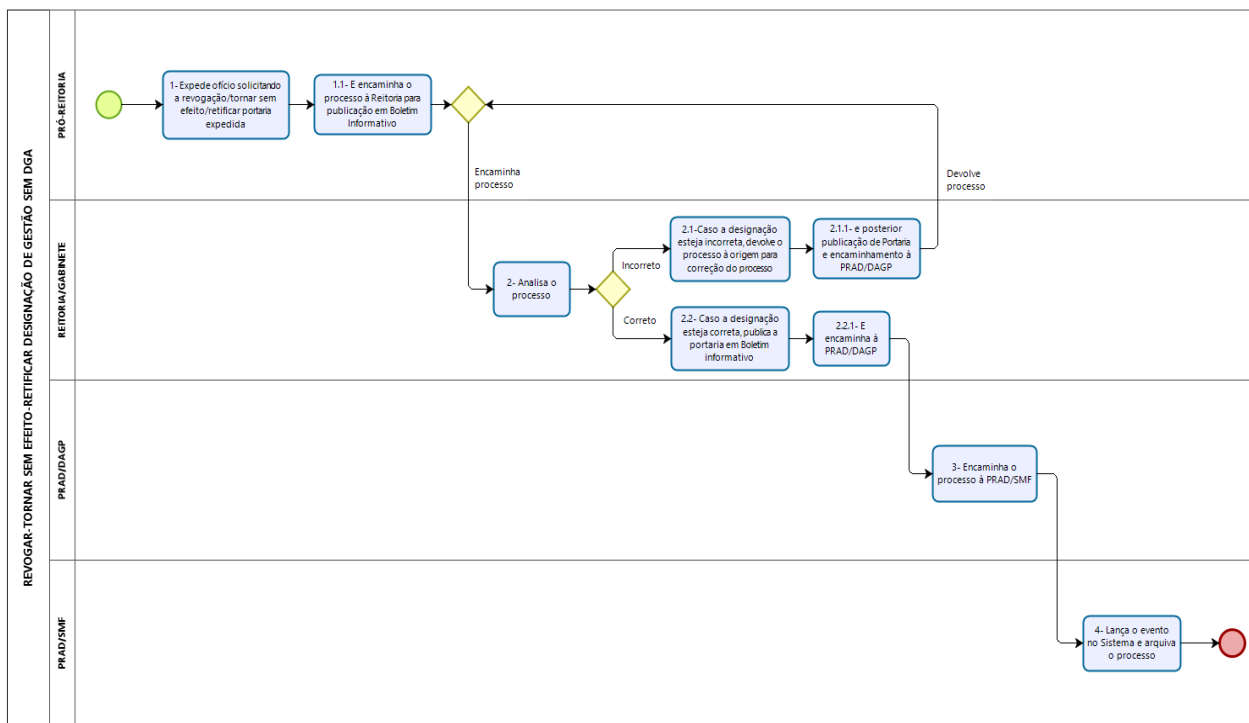 REVOGAR-TORNAR SEM EFEITO-RETIFICAR DESIGNAÇÃO DE GESTÃO SEM DGA
PRÓ-REITORIA
1- Expede ofício solicitando
a revogação/tornar sem
efeito/retificar portaria
expedida
1.1- E encaminha o
processo à Reitoria para
publicação em Boletim
Informativo
Encaminha
processo
Devolve
processo
REITORIA/GABINETE
2- Analisa o
processo
Incorreto
Correto
2.1-Caso a designação
esteja incorreta, devolve o
processo à origem para
correção do processo
2.1.1- e posterior
publicação de Portaria
e encaminhamento à
PRAD/DAGP
2.2- Caso a designação
esteja correta, publica a
portaria em Boletim
informativo
2.2.1- E
encaminha à
PRAD/DAGP
PRAD/DAGP
3- Encaminha o
processo à PRAD/SMF
PRAD/SMF
4- Lança o evento
no Sistema e arquiva
o processo